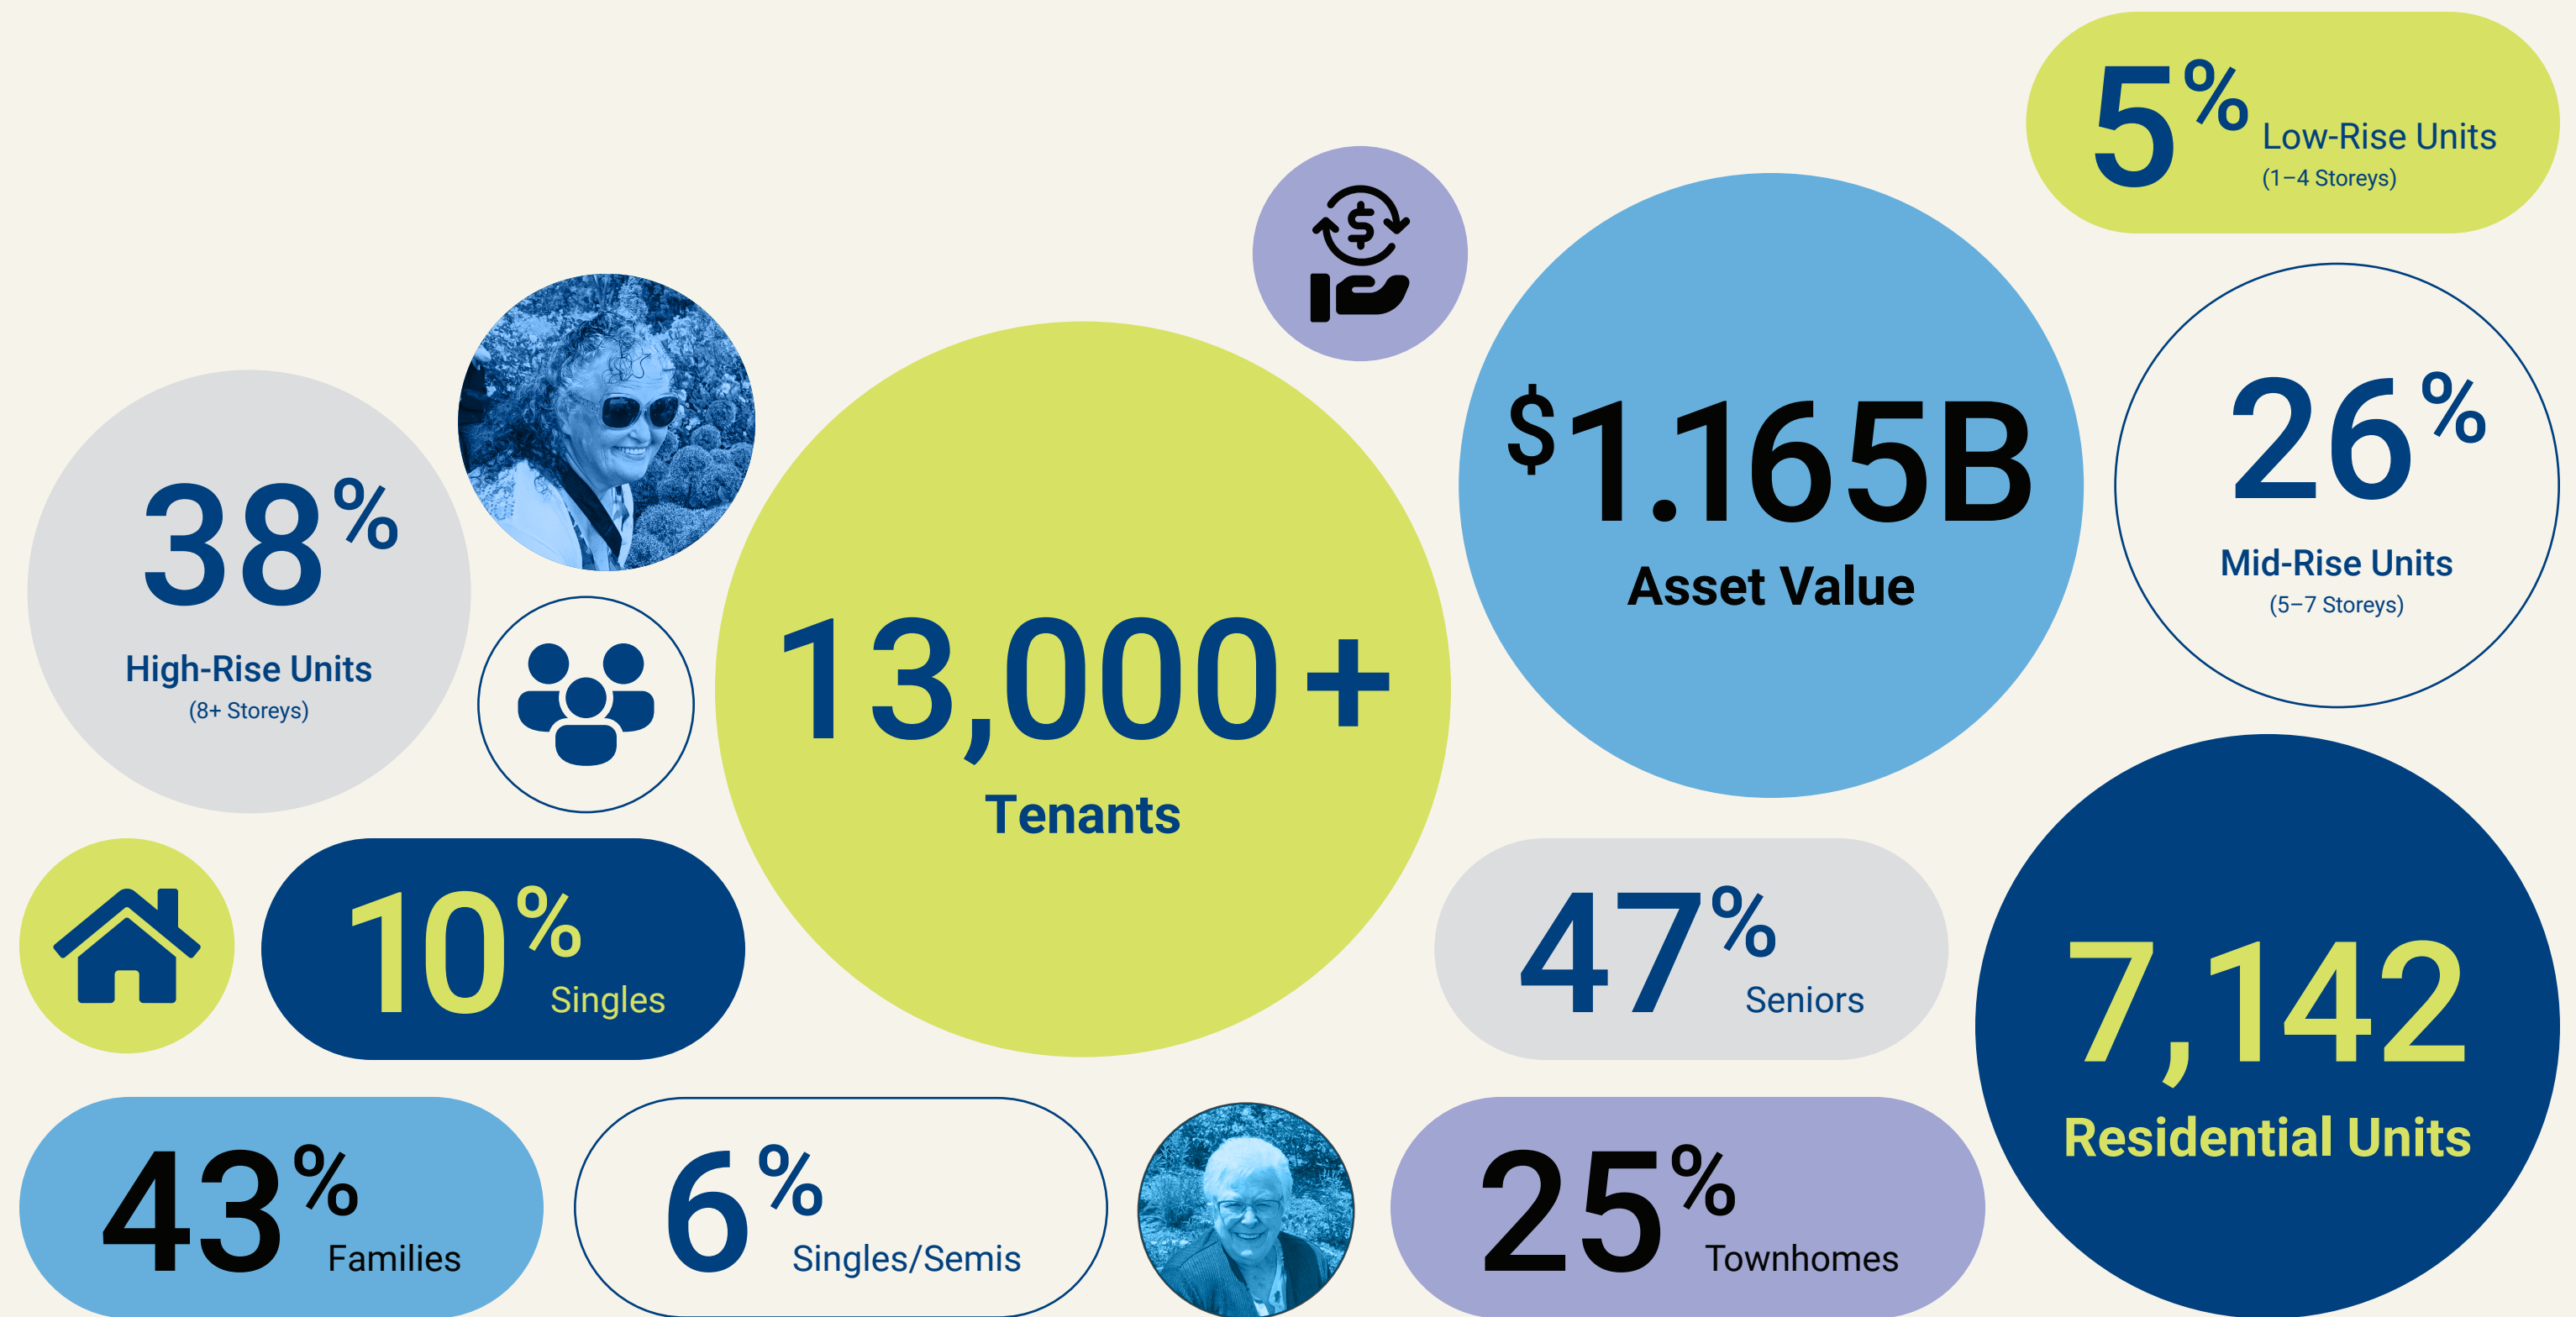 5%
Low-Rise Units
(1–4 Storeys)
$1.165B
Asset Value
26%
Mid-Rise Units
(5–7 Storeys)
38%
High-Rise Units
(8+ Storeys)
13,000+
Tenants
10%
Singles
47%
Seniors
7,142
Residential Units
43%
Families
6%
Singles/Semis
25%
Townhomes